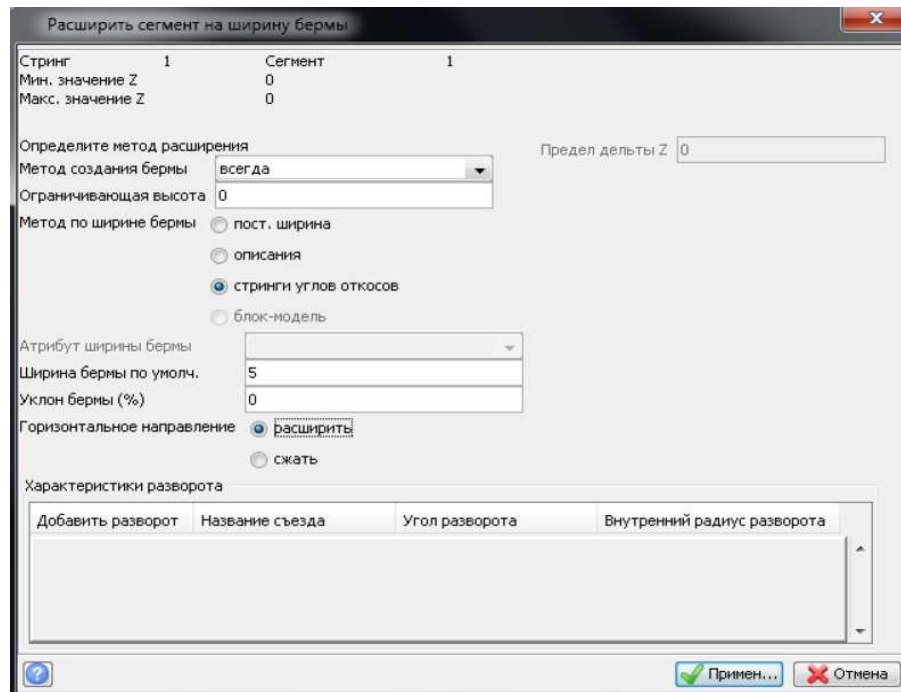 Расширить сегмент на ширину бермы
Стринг 1 Сегмент 1
Мин. значение Z 0
Макс. значение Z 0
Определите метод расширения
Предел дельты Z 0
Метод создания бермы всегда
Ограничивающая высота 0
Метод по ширине бермы пост. ширина
описания
стринги углов откосов
блок-модель
Атрибут ширины бермы
Ширина бермы по умолч. 5
Уклон бермы (%) 0
Горизонтальное направление расширить
сжать
Характеристики разворота
Добавить разворот Название съезда Угол разворота Внутренний радиус разворота
Примен... Отмена